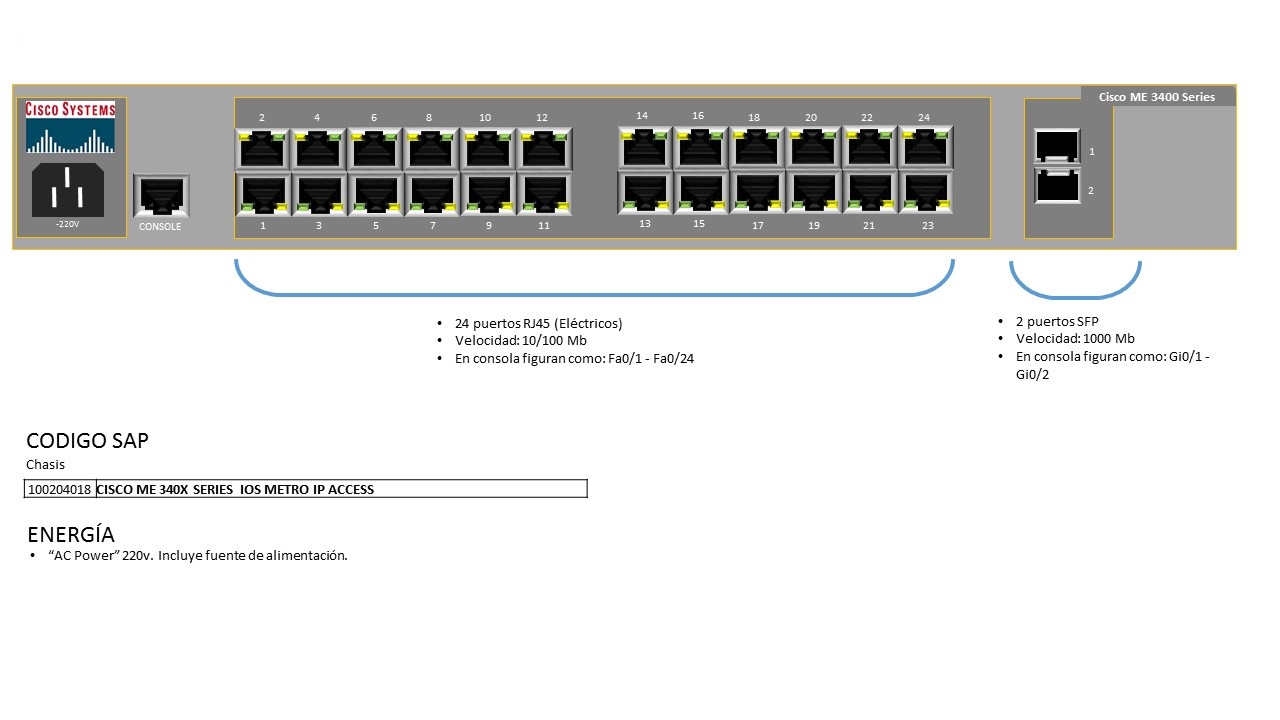 CISCO SYSTEMS
Cisco ME 3400 Series
2 4 6 8 10 12 14 16 18 20 22 24
1
2
-220V
CONSOLE
1 3 5 7 9 11 13 15 17 19 21 23
• 24 puertos RJ45 (Eléctricos)
• Velocidad: 10/100 Mb
• En consola figuran como: Fa0/1 - Fa0/24
• 2 puertos SFP
• Velocidad: 1000 Mb
• En consola figuran como: Gi0/1 -
Gi0/2
CODIGO SAP
Chasis
100204018 CISCO ME 340X SERIES IOS METRO IP ACCESS
ENERGÍA
• “AC Power” 220v. Incluye fuente de alimentación.